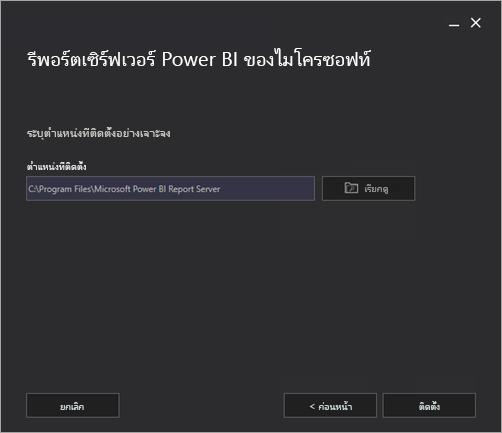 รีพอร์ตเซิร์ฟเวอร์ Power BI ของไมโครซอฟท์
ระบุตำแหน่งที่ติดตั้งอย่างเจาะจง
ตำแหน่งที่ติดตั้ง
C:\Program Files\Microsoft Power BI Report Server
เรียกดู
ยกเลิก
< ก่อนหน้า
ติดตั้ง